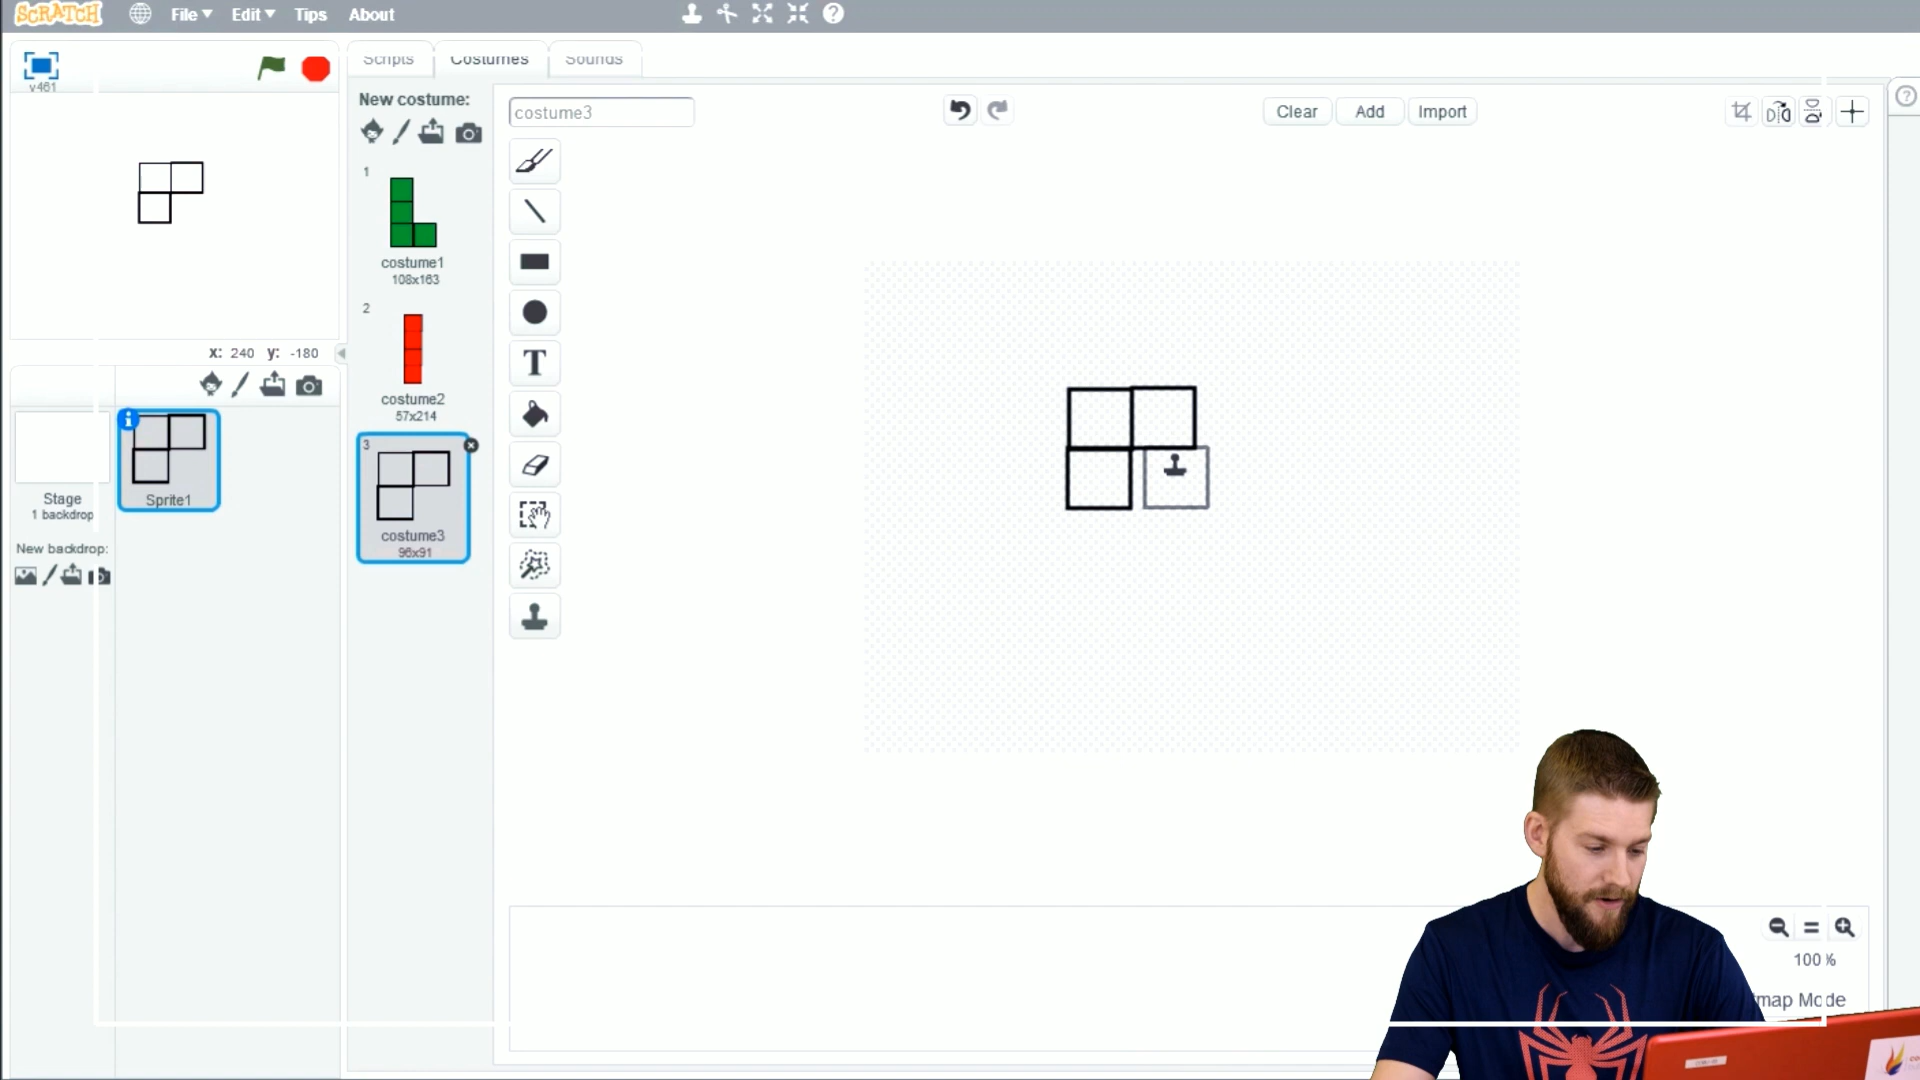 SCRATCH
File Edit Tips About
v461
Scripts Costumes Sounds
New costume:
costume3
Clear Add Import
1
costume1
108x163
2
costume2
57x214
3
costume3
96x91
T
x: 240 y: -180
Sprite1
Stage
1 backdrop
New backdrop:
100%
map Mode